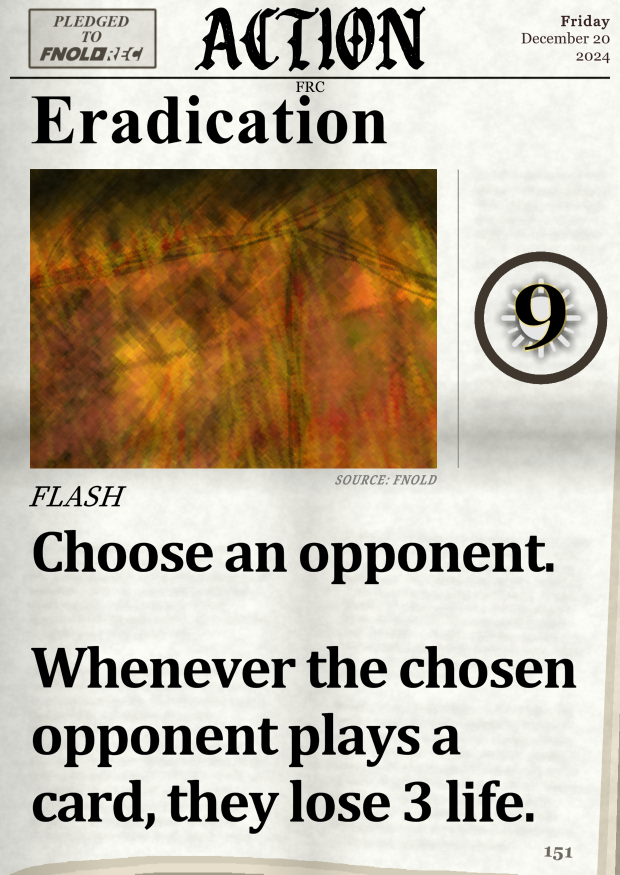 PLEDGED
TO
FNOLD REC
ACTION
Friday
December 20
2024
FRC
Eradication
9
SOURCE: FNOLD
FLASH
Choose an opponent.
Whenever the chosen
opponent plays a
card, they lose 3 life.
151